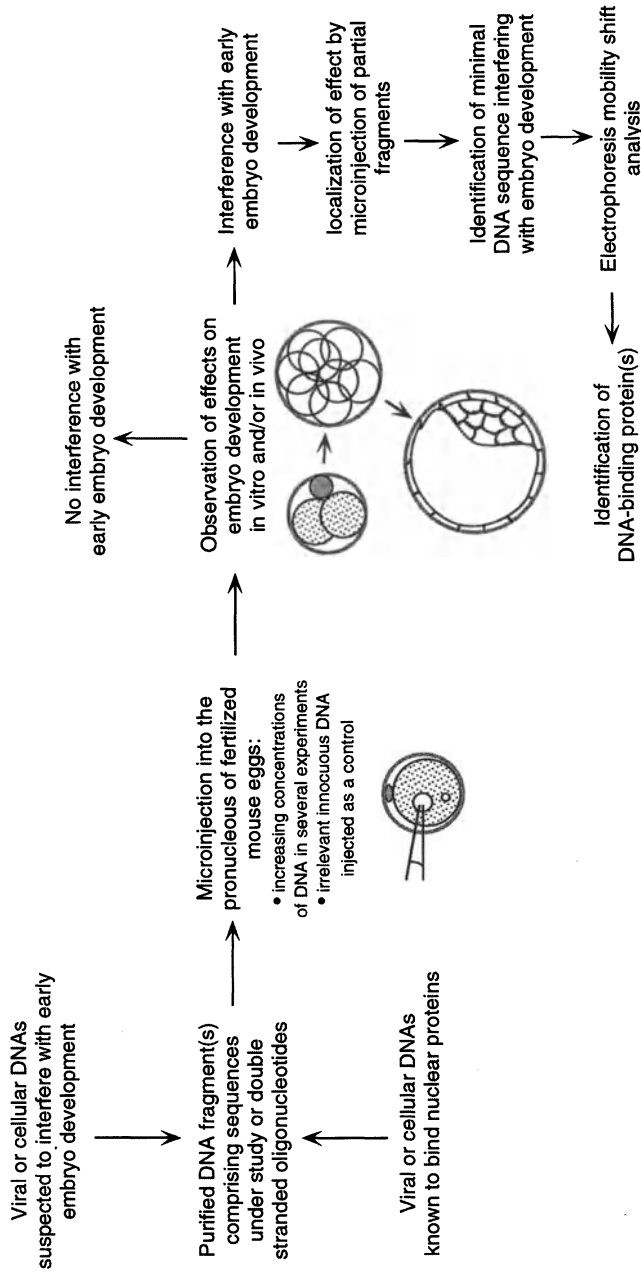 Viral or cellular DNAs
suspected to interfere with early
embryo development
Purified DNA fragment(s)
comprising sequences
under study or double
stranded oligonucleotides
Viral or cellular DNAs
known to bind nuclear proteins
Microinjection into the
pronucleous of fertilized
mouse eggs:
• increasing concentrations
of DNA in several experiments
• irrelevant innocuous DNA
injected as a control
No interference with
early embryo development
Observation of effects on
embryo development
in vitro and/or in vivo
Interference with early
embryo development
localization of effect by
microinjection of partial
fragments
Identification of minimal
DNA sequence interfering
with embryo development
Electrophoresis mobility shift
analysis
Identification of
DNA-binding protein(s)